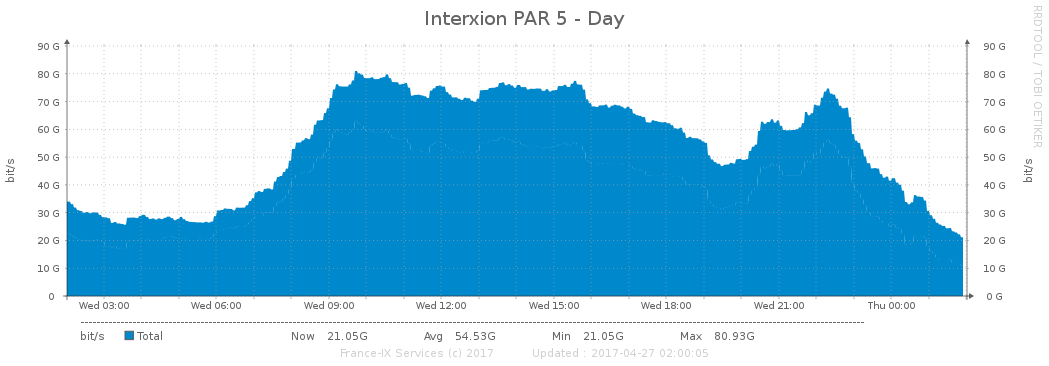 Interxion PAR 5 - Day
RRDTOOL / TOBI OETIKER
90 G 90 G
80 G 80 G
70 G 70 G
60 G 60 G
50 G 50 G
40 G 40 G
30 G 30 G
20 G 20 G
10 G 10 G
0 0 G
bit/s
bit/s
Wed 03:00 Wed 06:00 Wed 09:00 Wed 12:00 Wed 15:00 Wed 18:00 Wed 21:00 Thu 00:00
bit/s Total Now 21.05G Avg 54.53G Min 21.05G Max 80.93G
France-IX Services (c) 2017 Updated : 2017-04-27 02:00:05